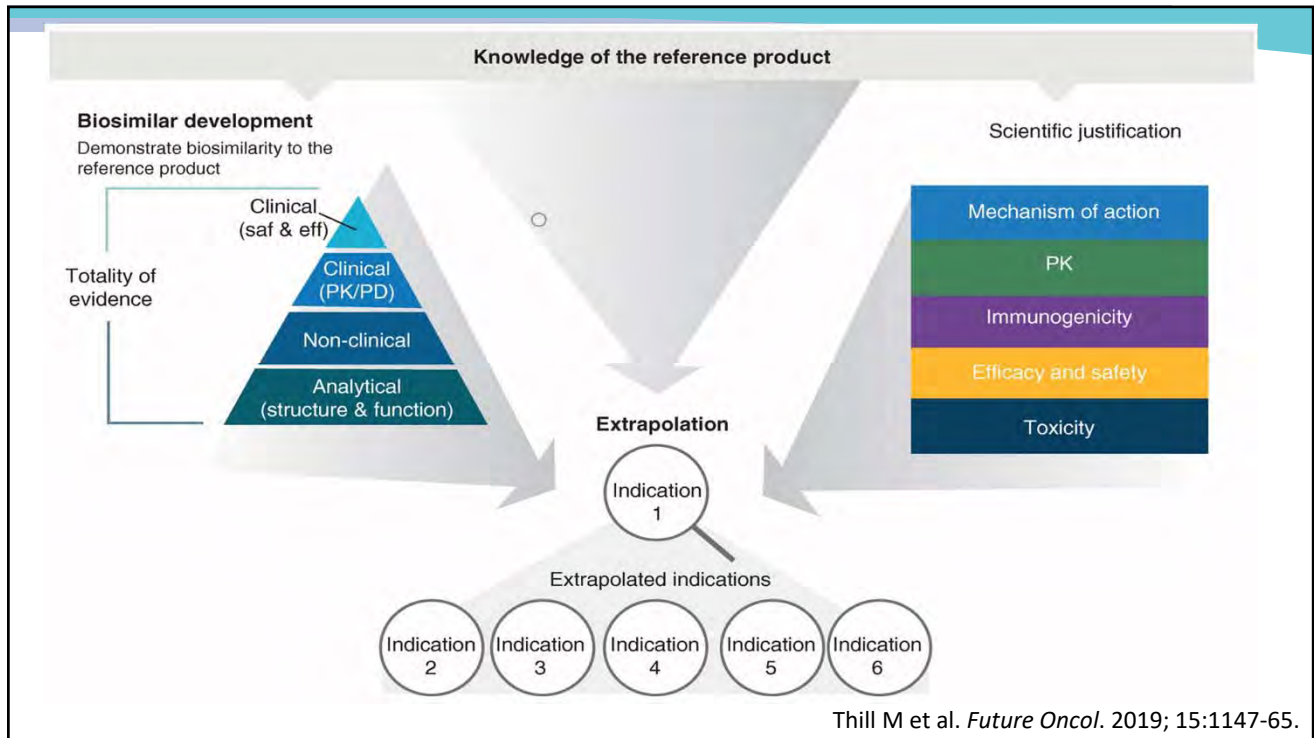 Knowledge of the reference product
Biosimilar development
Demonstrate biosimilarity to the
reference product
Totality of
evidence
Clinical
(saf & eff)
Clinical
(PK/PD)
Non-clinical
Analytical
(structure & function)
Scientific justification
Mechanism of action
PK
Immunogenicity
Efficacy and safety
Toxicity
Extrapolation
Indication
1
Extrapolated indications
Indication
2
Indication
3
Indication
4
Indication
5
Indication
6
Thill M et al. Future Oncol. 2019; 15:1147-65.